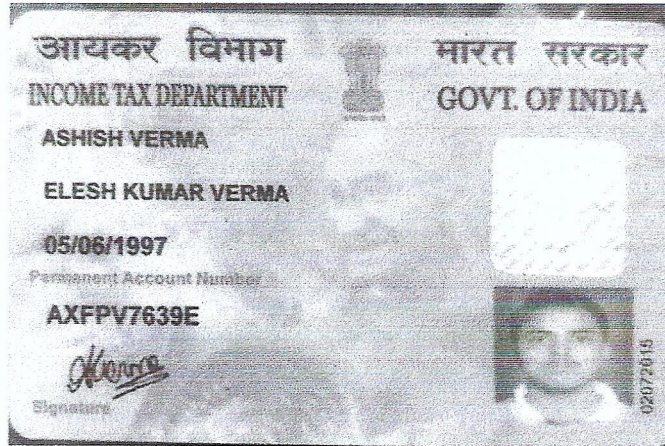 आयकर विभाग
भारत सरकार
INCOME TAX DEPARTMENT
GOVT. OF INDIA
ASHISH VERMA
ELESH KUMAR VERMA
05/06/1997
Permanent Account Number
AXFPV7639E
Signature
02072015